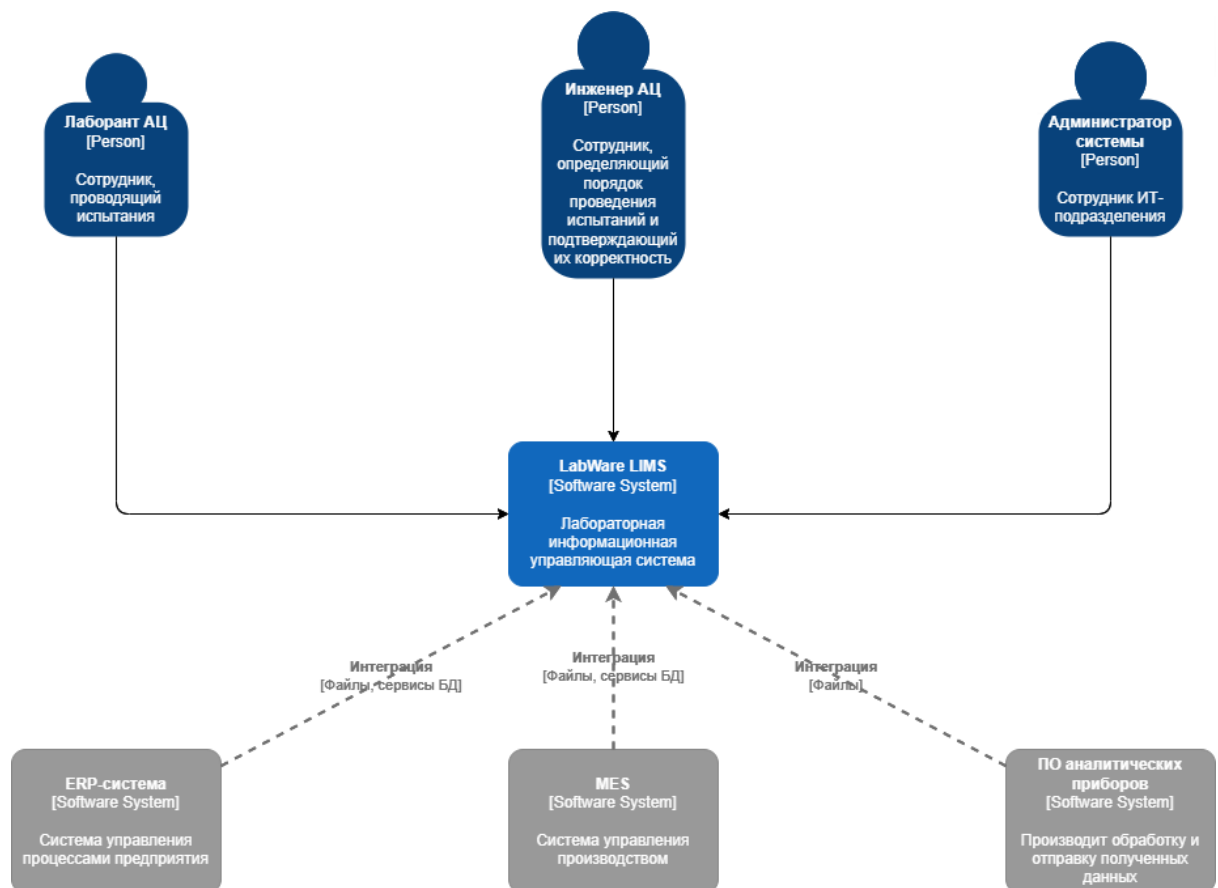 Лаборант АЦ
[Person]
Сотрудник,
проводящий
испытания
Инженер АЦ
[Person]
Сотрудник,
определяющий
порядок
проведения
испытаний и
подтверждающий
их корректность
Администратор
системы
[Person]
Сотрудник ИТ-
подразделения
LabWare LIMS
[Software System]
Лабораторная
информационная
управляющая система
Интеграция
[Файлы, сервисы БД]
Интеграция
[Файлы, сервисы БД]
Интеграция
[Файлы]
ERP-система
[Software System]
Система управления
процессами предприятия
MES
[Software System]
Система управления
производством
ПО аналитических
приборов
[Software System]
Производит обработку и
отправку полученных
данных